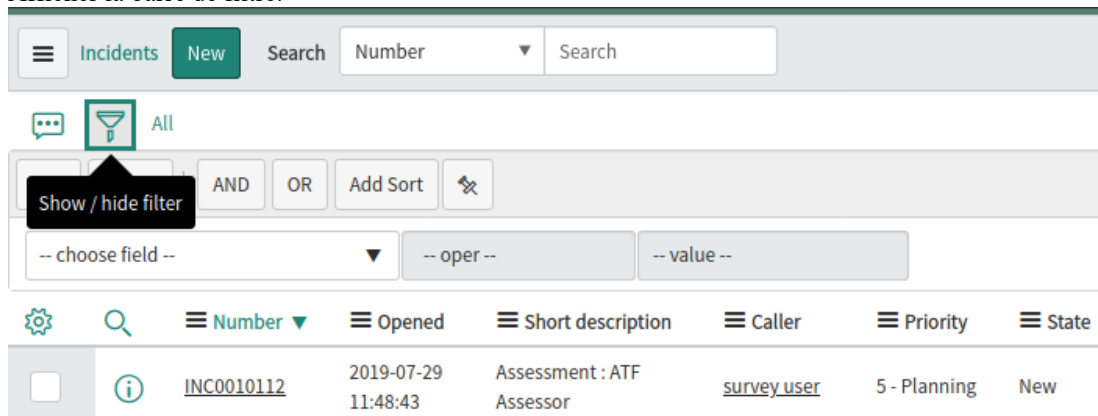 Incidents New Search Number Search
All
AND OR Add Sort
Show / hide filter
-- choose field -- -- oper -- -- value --
Number Opened Short description Caller Priority State
INC0010112 2019-07-29 11:48:43 Assessment : ATF Assessor survey user 5 - Planning New